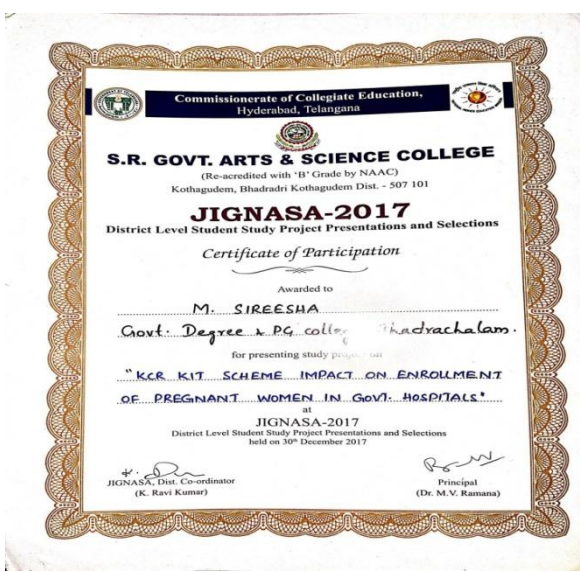 Commissionerate of Collegiate Education,
Hyderabad, Telangana
S.R. GOVT. ARTS & SCIENCE COLLEGE
(Re-acredited with 'B' Grade by NAAC)
Kothagudem, Bhadradri Kothagudem Dist. - 507 101
JIGNASA-2017
District Level Student Study Project Presentations and Selections
Certificate of Participation
Awarded to
M. SIREESHA
Govt. Degree & PG Bhadrachalam.
for presenting study project on
"KCR KIT SCHEME IMPACT ON ENROLLMENT
OF PREGNANT WOMEN IN GOVT. HOSPITALS"
at
JIGNASA-2017
District Level Student Study Project Presentations and Selections
held on 30th December 2017
JIGNASA, Dist. Co-ordinator
(K. Ravi Kumar)
Principal
(Dr. M.V. Ramana)